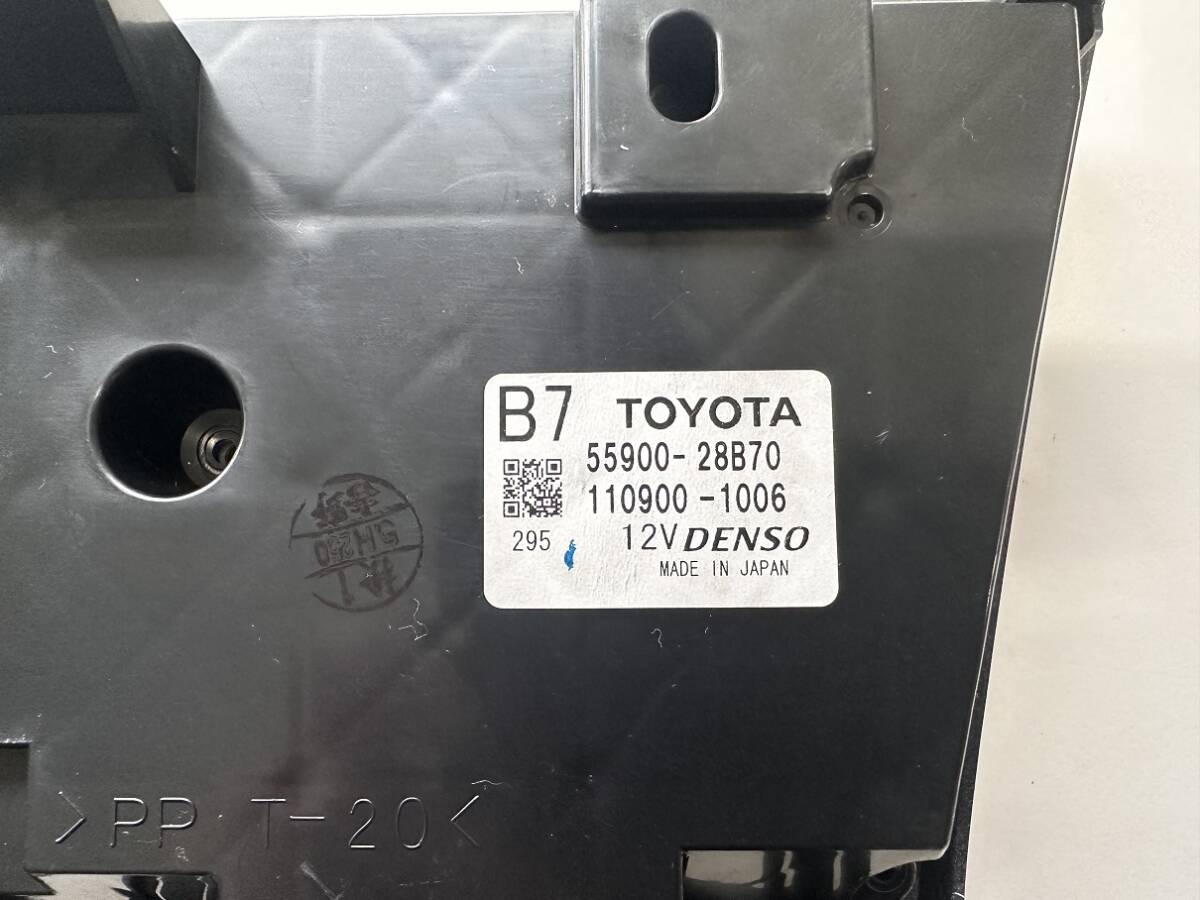 B7 TOYOTA
55900-28B70
110900-1006
295 12V DENSO
MADE IN JAPAN
>PP T-20<